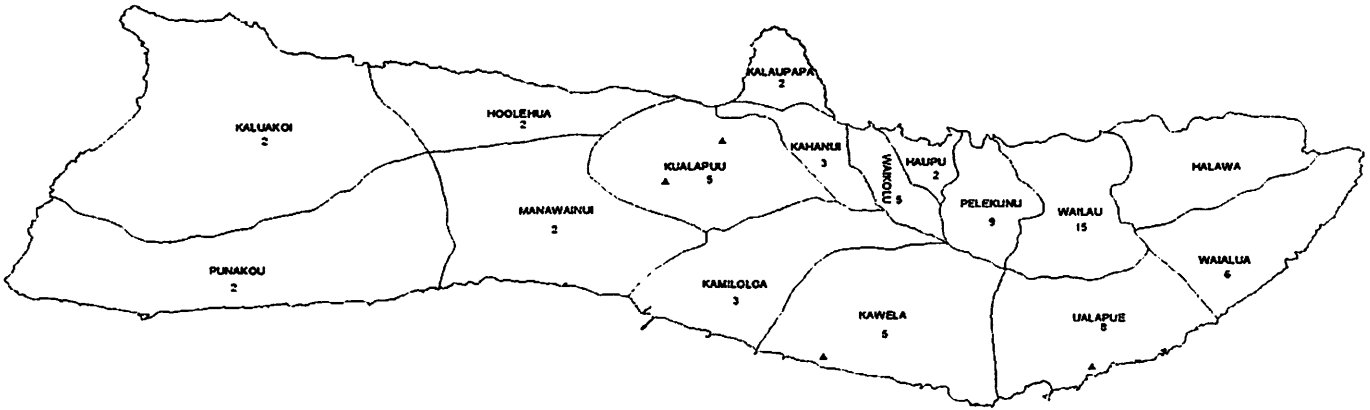 KALAUPAPA
2
HOOLEHUA
2
KALUAKOI
2
KUALAPUU
5
KAHANUI
3
WAIKOLU
5
HAUPU
2
HALAWA
PELEKUNU
9
WAILAU
15
MANAWAINUI
2
WAIALUA
6
PUNAKOU
2
KAMILOLOA
3
KAWELA
5
UALAPUE
8